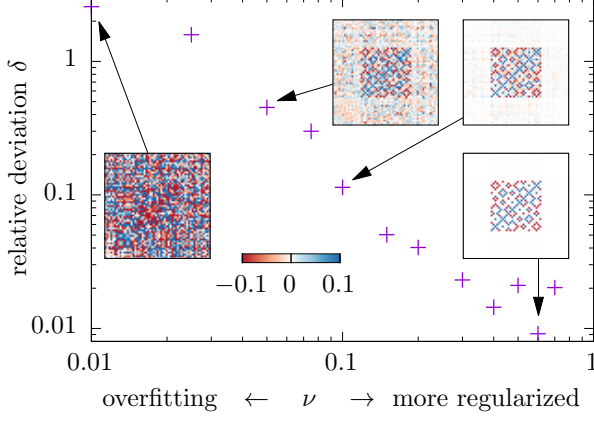 1
0.1
0.01
relative deviation δ
−0.1 0 0.1
0.01 0.1 1
overfitting ← ν → more regularized